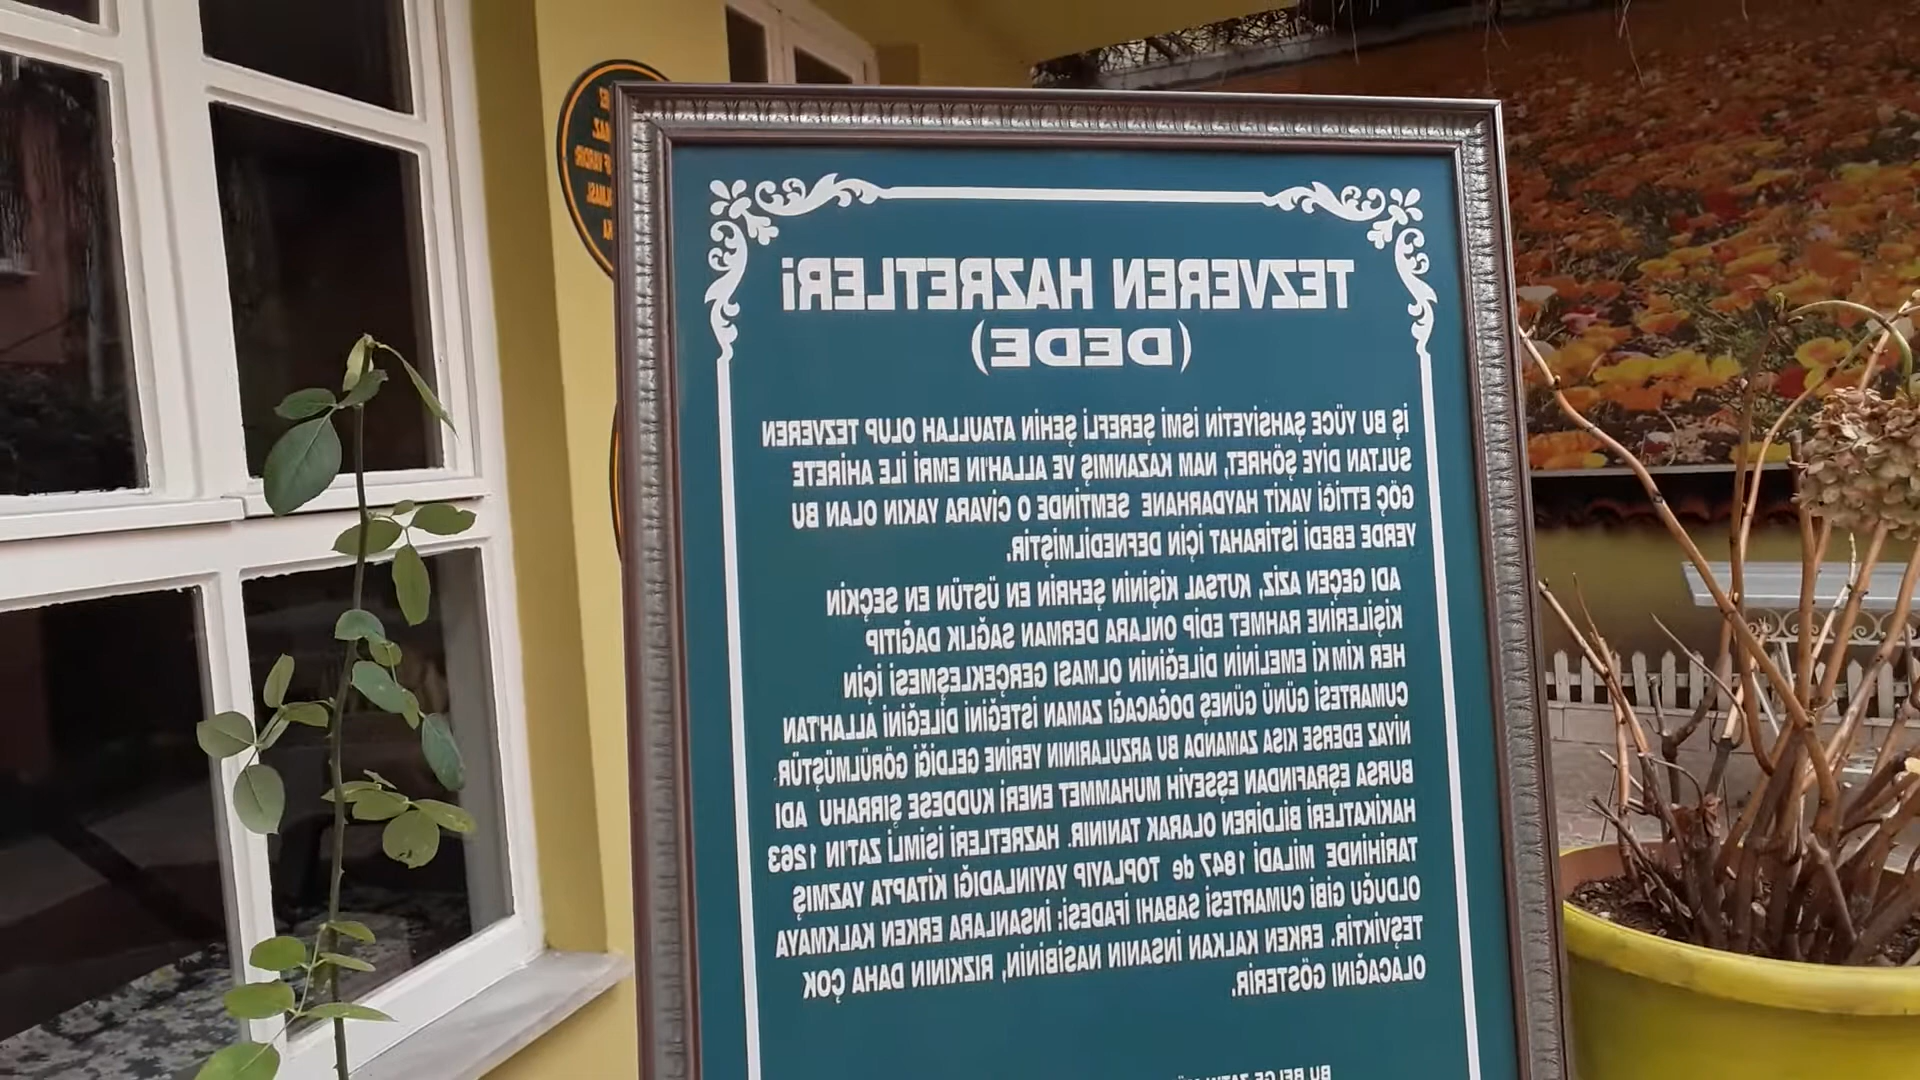 TEZVEREN HAZRETLERİ
(DEDE)
İŞ BU YÜCE ŞAHSİYETİN İSMİ ŞEREFLİ ŞEHİN ATAULLAH OLUP TEZVEREN
SULTAN DİYE ŞÖHRET, NAM KAZANMIŞ VE ALLAH'IN EMRİ İLE AHİRETE
GÖÇ ETTİĞİ VAKİT HAYDARHANE SEMTİNDE O CİVARA YAKIN OLAN BU
YERDE EBEDİ İSTİRAHAT İÇİN DEFNEDİLMİŞTİR.
ADI GEÇEN AZİZ, KUTSAL KİŞİNİN ŞEHRİN EN ÜSTÜN EN SEÇKİN
KİŞİLERİNE RAHMET EDİP ONLARA DERMAN SAĞLIK DAĞITIP
HER KİM Kİ EMELİNİN DİLEĞİNİN OLMASI GERÇEKLEŞMESİ İÇİN
CUMARTESİ GÜNÜ GÜNEŞ DOĞACAĞI ZAMAN İSTEĞİNİ DİLEĞİNİ ALLAH'TAN
NİYAZ EDERSE KISA ZAMANDA BU ARZULARININ YERİNE GELDİĞİ GÖRÜLMÜŞTÜR
BURSA EŞRAFINDAN EŞŞEYİH MUHAMMET ENERİ KUDDESE ŞIRRAHU ADI
HAKİKATLERİ BİLDİREN OLARAK TANINIR. HAZRETLERİ İSİMLİ ZATIN 1263
TARİHİNDE MİLADİ 1847 de TOPLAYIP YAYINLADIĞI KİTAPTA YAZMIŞ
OLDUĞU GİBİ CUMARTESİ SABAHI İFADESİ: İNSANLARA ERKEN KALKMAYA
TEŞVİKTİR. ERKEN KALKAN İNSANIN NASİBİNİN, RIZKININ DAHA ÇOK
OLACAĞINI GÖSTERİR.
BU BELGE